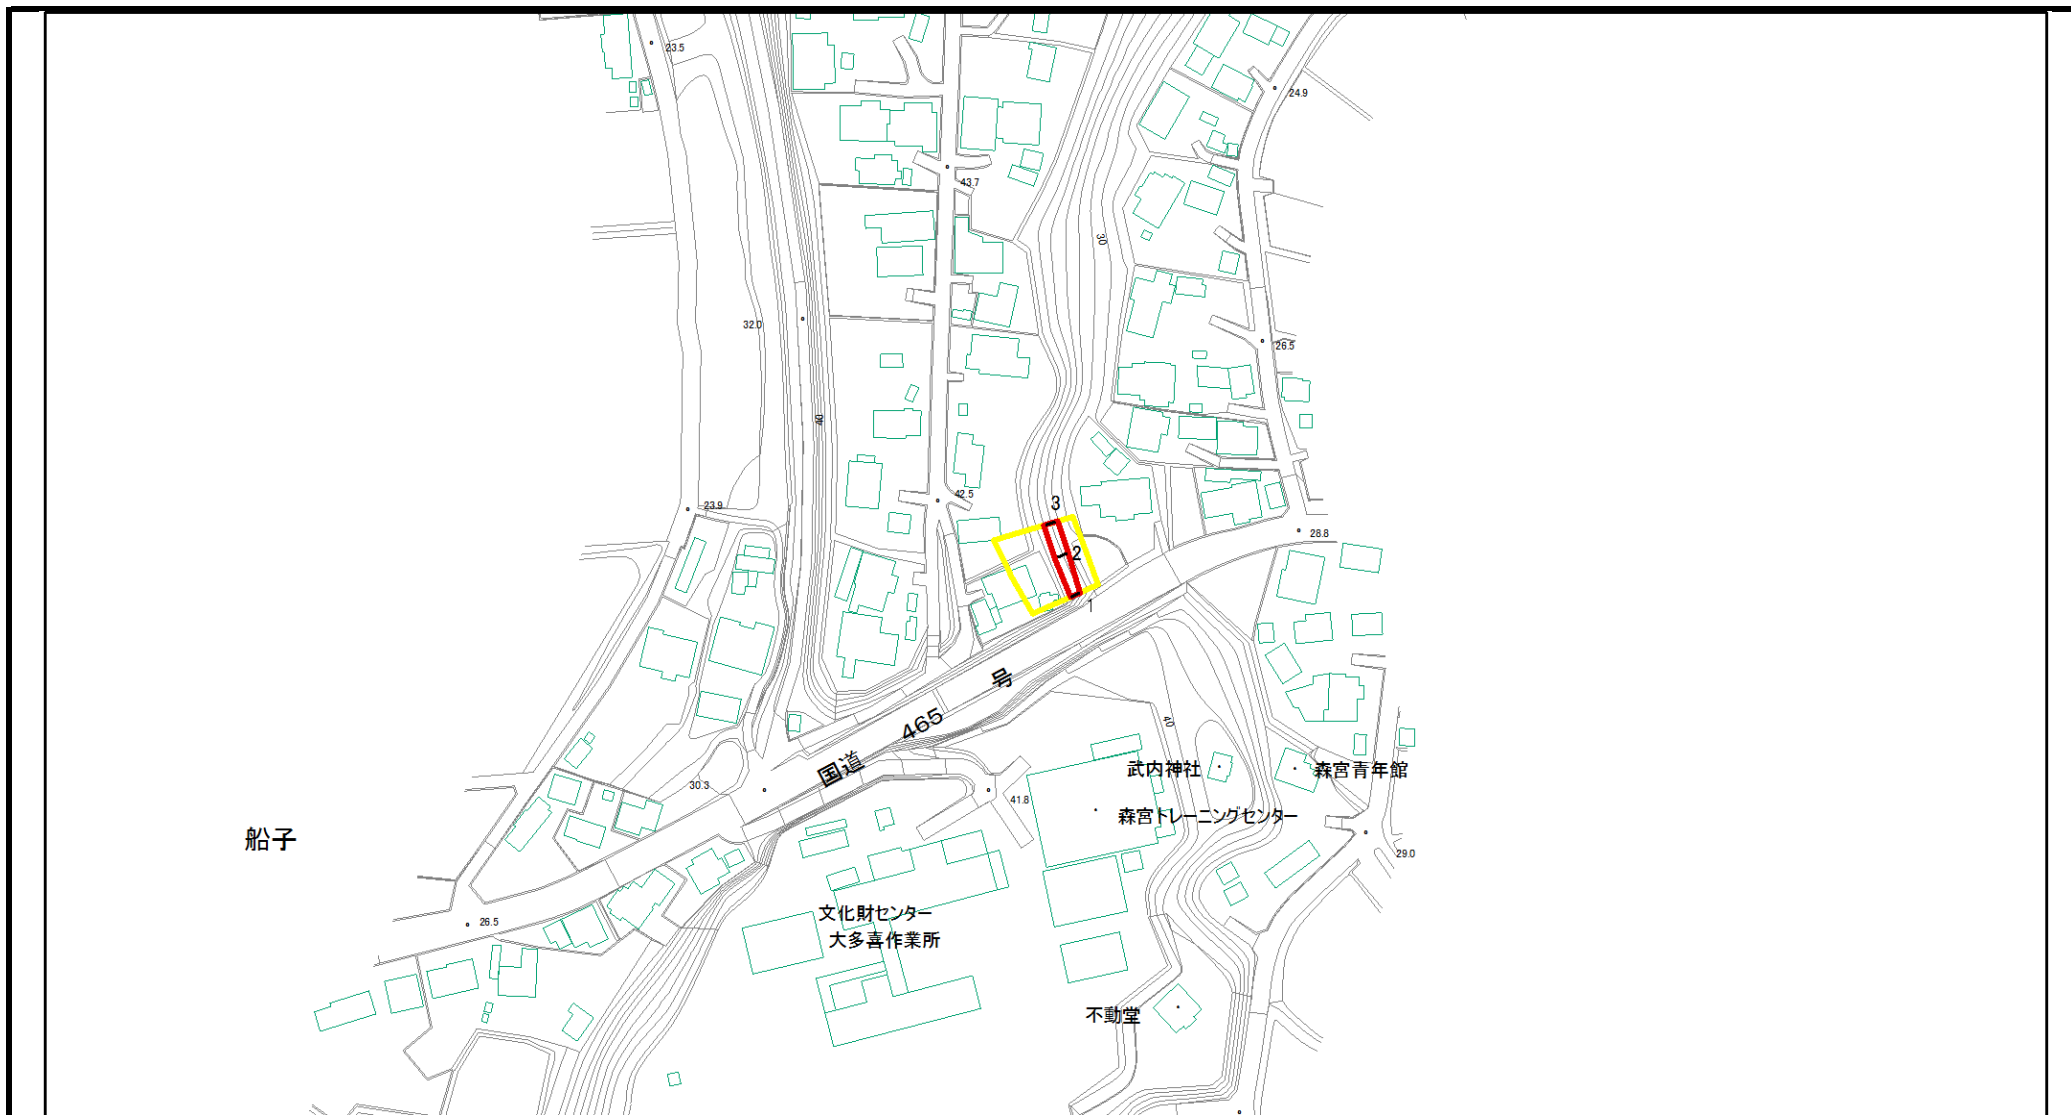 23.5
24.9
43.7
30
32.0
26.5
40
42.5
23.9
3
28.8
2
1
号
465
国道
40
武内神社
森宮青年館
30.3
41.8
森宮トレーニングセンター
船子
29.0
文化財センター
大多喜作業所
26.5
不動堂